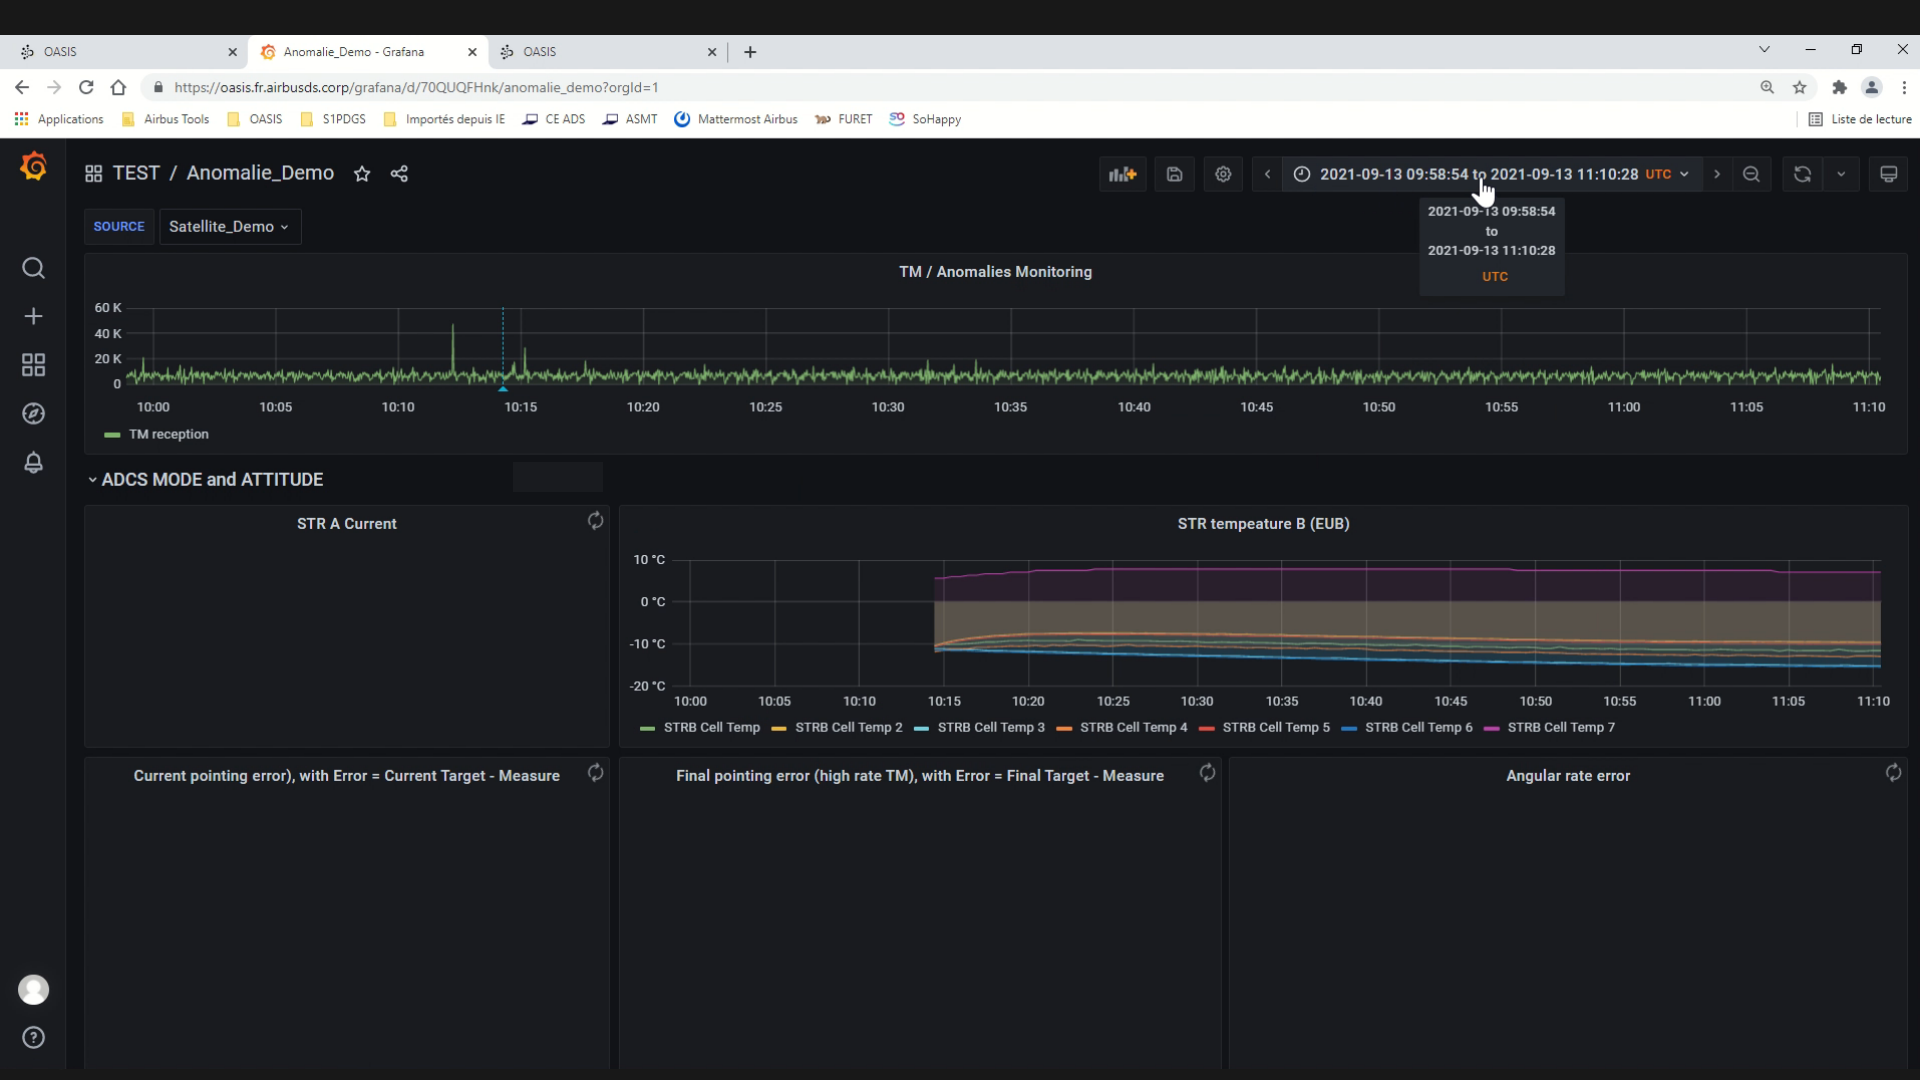 OASIS
Anomalie_Demo - Grafana
OASIS
https://oasis.fr.airbusds.corp/grafana/d/70QUQFHnk/anomalie_demo?orgId=1
Applications Airbus Tools OASIS S1PDGS Importés depuis IE CE ADS ASMT Mattermost Airbus FURET SoHappy Liste de lecture
TEST / Anomalie_Demo
2021-09-13 09:58:54 to 2021-09-13 11:10:28 UTC
2021-09-13 09:58:54
to
2021-09-13 11:10:28
UTC
SOURCE Satellite_Demo
TM / Anomalies Monitoring
60 K
40 K
20 K
0
10:00 10:05 10:10 10:15 10:20 10:25 10:30 10:35 10:40 10:45 10:50 10:55 11:00 11:05 11:10
TM reception
ADCS MODE and ATTITUDE
STR A Current
STR tempeature B (EUB)
10 °C
0 °C
-10 °C
-20 °C
10:00 10:05 10:10 10:15 10:20 10:25 10:30 10:35 10:40 10:45 10:50 10:55 11:00 11:05 11:10
STRB Cell Temp STRB Cell Temp 2 STRB Cell Temp 3 STRB Cell Temp 4 STRB Cell Temp 5 STRB Cell Temp 6 STRB Cell Temp 7
Current pointing error), with Error = Current Target - Measure
Final pointing error (high rate TM), with Error = Final Target - Measure
Angular rate error